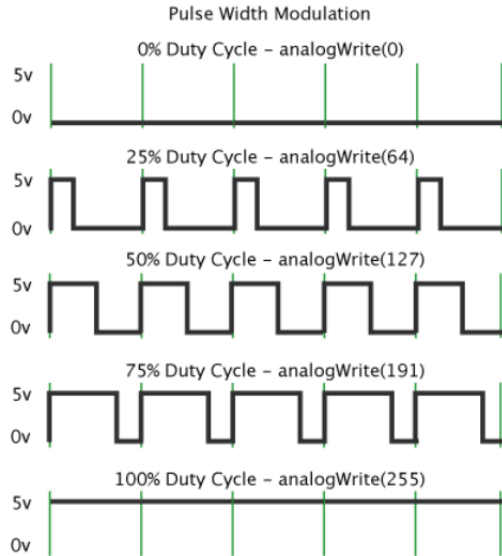 Pulse Width Modulation
0% Duty Cycle – analogWrite(0)
5v
0v
25% Duty Cycle – analogWrite(64)
5v
0v
50% Duty Cycle – analogWrite(127)
5v
0v
75% Duty Cycle – analogWrite(191)
5v
0v
100% Duty Cycle – analogWrite(255)
5v
0v